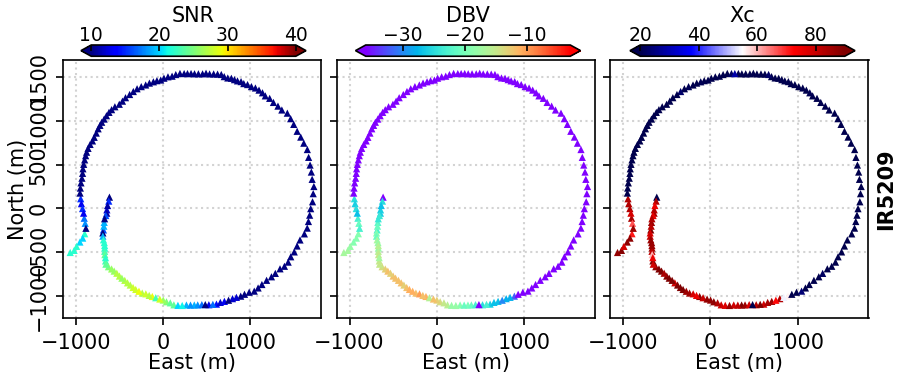 SNR DBV Xc
10 20 30 40 −30 −20 −10 20 40 60 80
1500
1000
500
0
−500
−1000
North (m)
IR5209
−1000 0 1000 −1000 0 1000 −1000 0 1000
East (m) East (m) East (m)